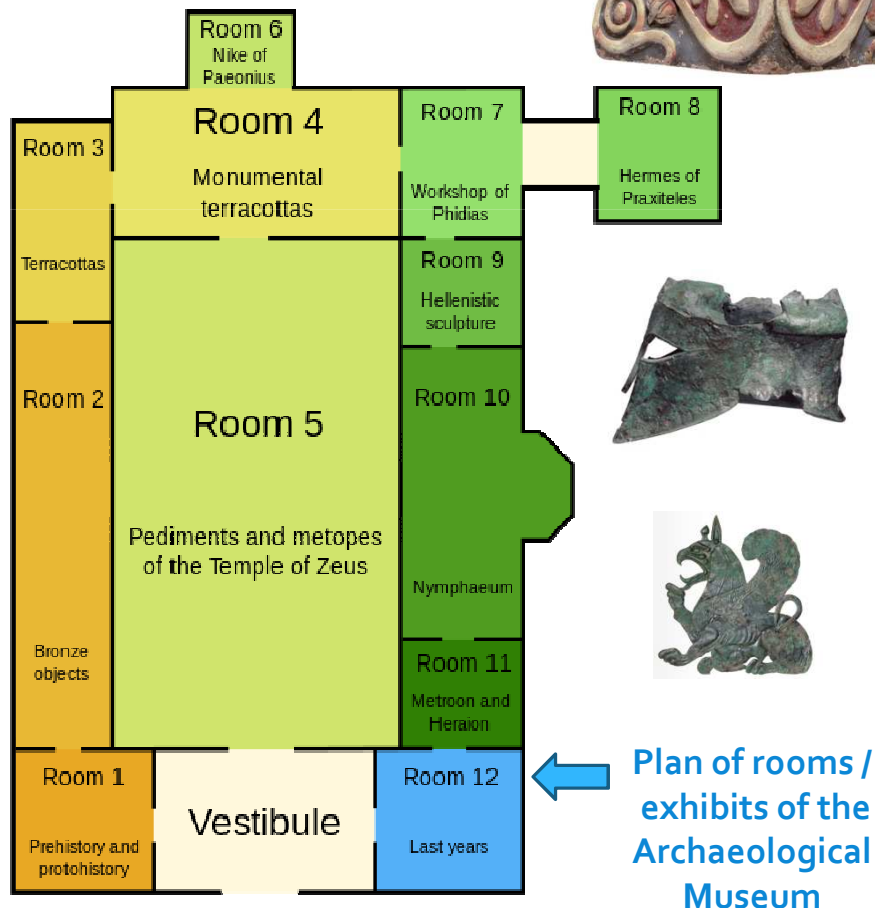 Room 6
Nike of
Paeonius
Room 3
Terracottas
Room 4
Monumental
terracottas
Room 7
Workshop of
Phidias
Room 8
Hermes of
Praxiteles
Room 9
Hellenistic
sculpture
Room 2
Bronze
objects
Room 5
Pediments and metopes
of the Temple of Zeus
Room 10
Nymphaeum
Room 11
Metroon and
Heraion
Room 1
Prehistory and
protohistory
Vestibule
Room 12
Last years
Plan of rooms /
exhibits of the
Archaeological
Museum